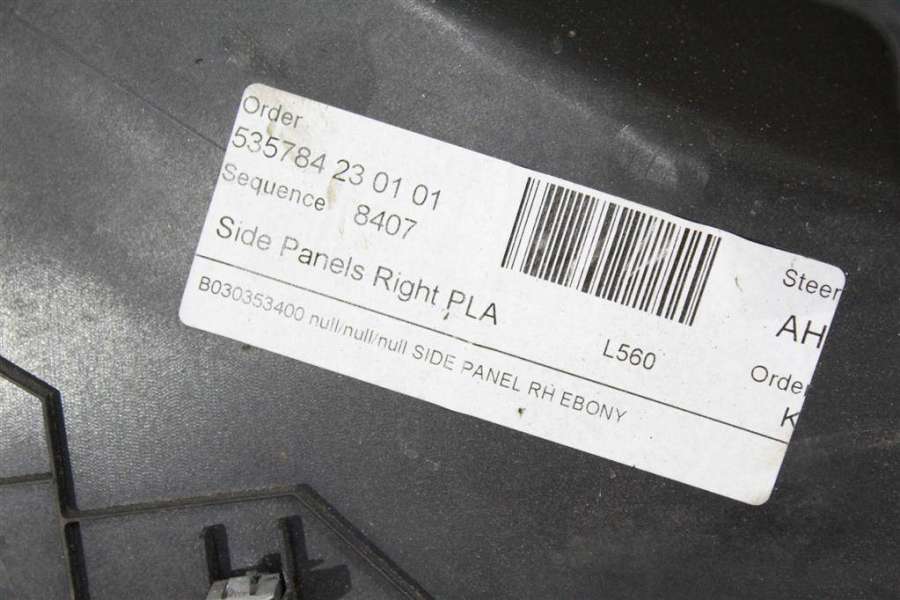 Order
535784 23 01 01
Sequence 8407
Side Panels Right PLA
L560
Steer
AH
Order
K
B030353400 null/null/null SIDE PANEL RH EBONY